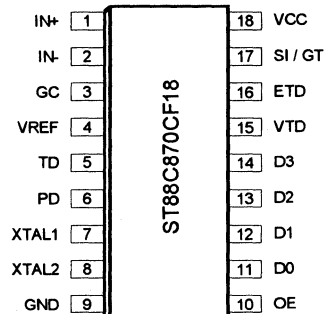 IN+ 1 18 VCC
IN- 2 17 SI / GT
GC 3 16 ETD
VREF 4 15 VTD
TD 5 14 D3
PD 6 13 D2
XTAL1 7 12 D1
XTAL2 8 11 D0
GND 9 10 OE
ST88C870CF18